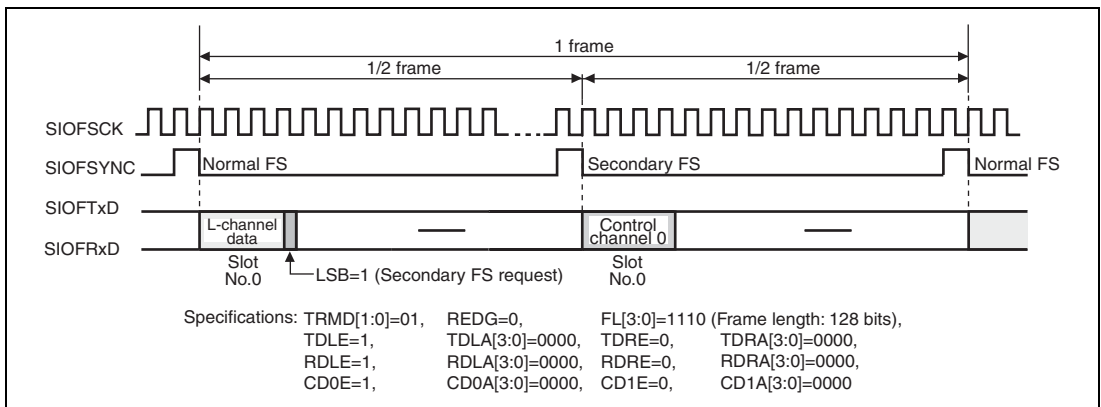 1 frame
1/2 frame 1/2 frame
SIOFSCK
SIOFSYNC Normal FS Secondary FS Normal FS
SIOFTxD
L-channel data Control channel 0
SIOFRxD
Slot No.0 LSB=1 (Secondary FS request) Slot No.0
Specifications: TRMD[1:0]=01, REDG=0, FL[3:0]=1110 (Frame length: 128 bits),
TDLE=1, TDLA[3:0]=0000, TDRE=0, TDRA[3:0]=0000,
RDLE=1, RDLA[3:0]=0000, RDRE=0, RDRA[3:0]=0000,
CD0E=1, CD0A[3:0]=0000, CD1E=0, CD1A[3:0]=0000